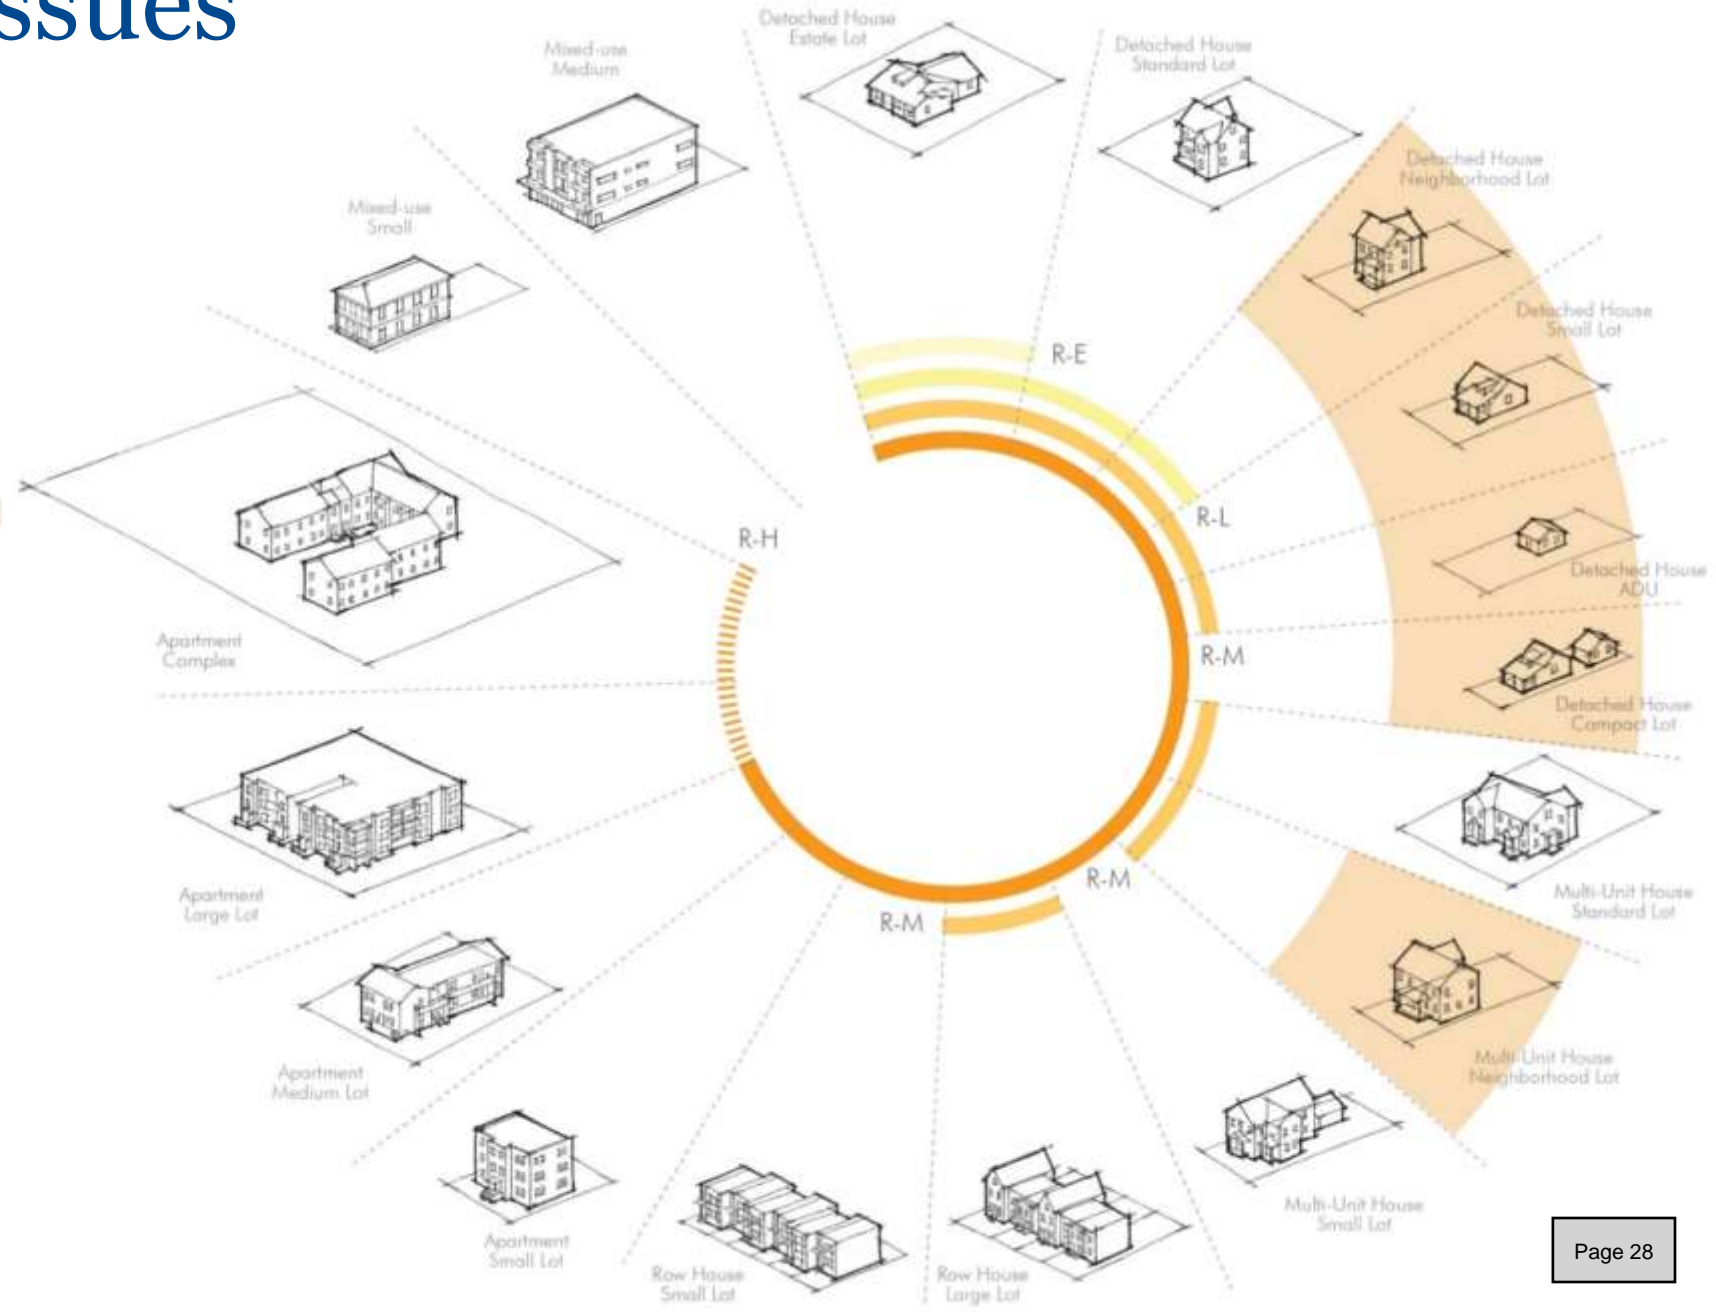 ssues
Detached House
Estate Lot
Detached House
Standard Lot
Detached House
Neighborhood Lot
Detached House
Small Lot
Detached House
ADU
Detached House
Compact Lot
Multi-Unit House
Standard Lot
Multi-Unit House
Neighborhood Lot
Multi-Unit House
Small Lot
Row House
Large Lot
Row House
Small Lot
Apartment
Small Lot
Apartment
Medium Lot
Apartment
Large Lot
Apartment
Complex
Mixed-use
Small
Mixed-use
Medium
R-E
R-L
R-M
R-M
R-M
R-H
Page 28